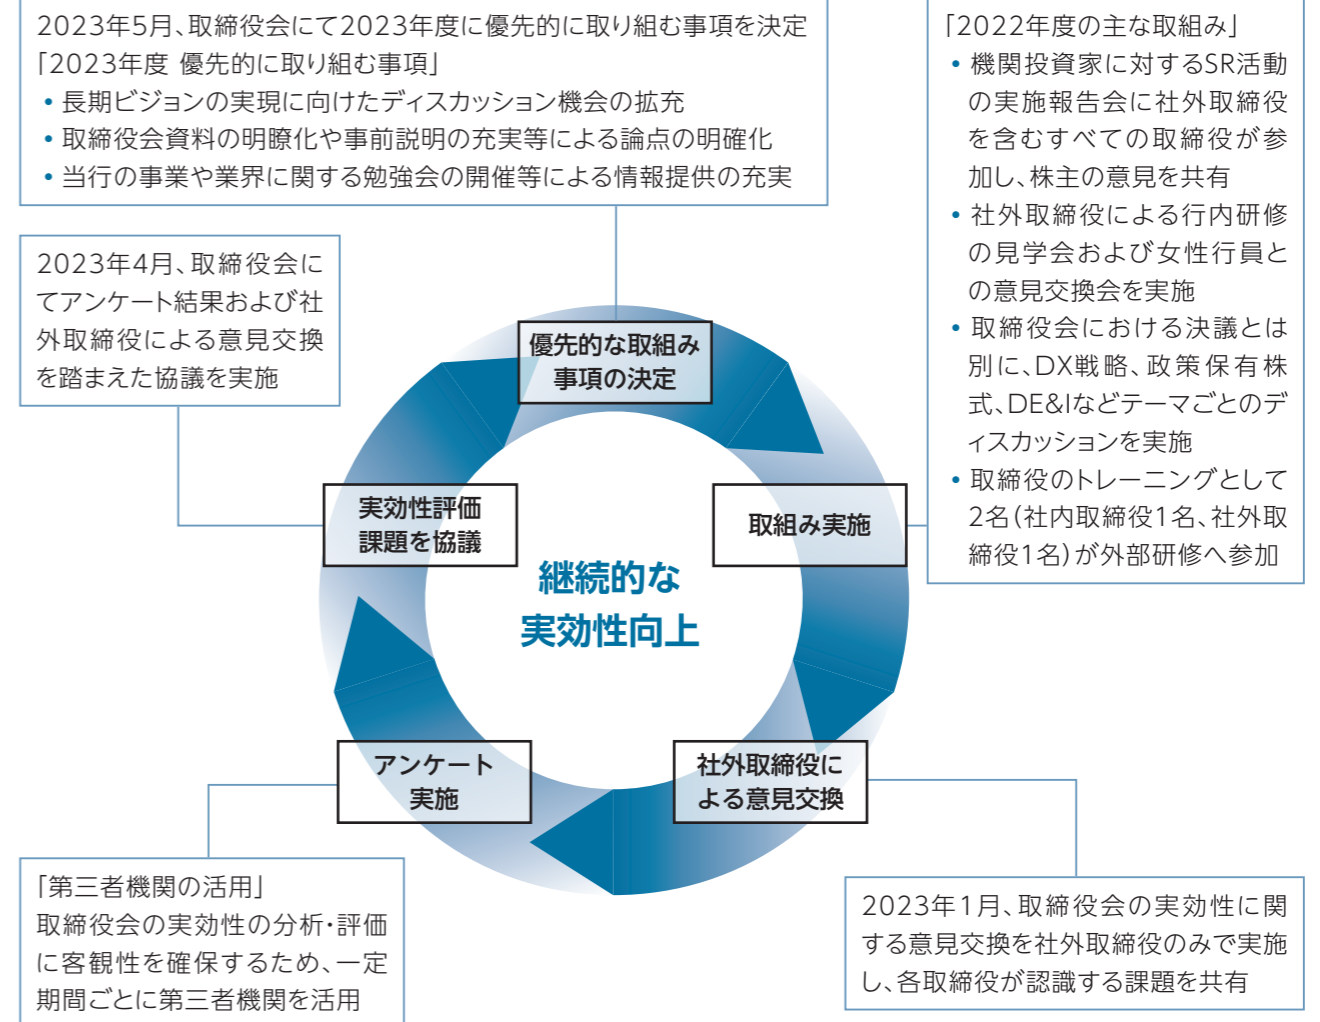 2023年5月、取締役会にて2023年度に優先的に取り組む事項を決定
「2023年度 優先的に取り組む事項」
• 長期ビジョンの実現に向けたディスカッション機会の拡充
• 取締役会資料の明瞭化や事前説明の充実等による論点の明確化
• 当行の事業や業界に関する勉強会の開催等による情報提供の充実
「2022年度の主な取組み」
• 機関投資家に対するSR活動
の実施報告会に社外取締役
を含むすべての取締役が参
加し、株主の意見を共有
• 社外取締役による行内研修
の見学会および女性行員と
の意見交換会を実施
• 取締役会における決議とは
別に、DX戦略、政策保有株
式、DE&Iなどテーマごとのデ
ィスカッションを実施
• 取締役のトレーニングとして
2名(社内取締役1名、社外取
締役1名)が外部研修へ参加
2023年4月、取締役会に
てアンケート結果および社
外取締役による意見交換
を踏まえた協議を実施
優先的な取組み
事項の決定
取組み実施
社外取締役に
よる意見交換
アンケート
実施
実効性評価
課題を協議
継続的な
実効性向上
「第三者機関の活用」
取締役会の実効性の分析・評価
に客観性を確保するため、一定
期間ごとに第三者機関を活用
2023年1月、取締役会の実効性に関
する意見交換を社外取締役のみで実施
し、各取締役が認識する課題を共有